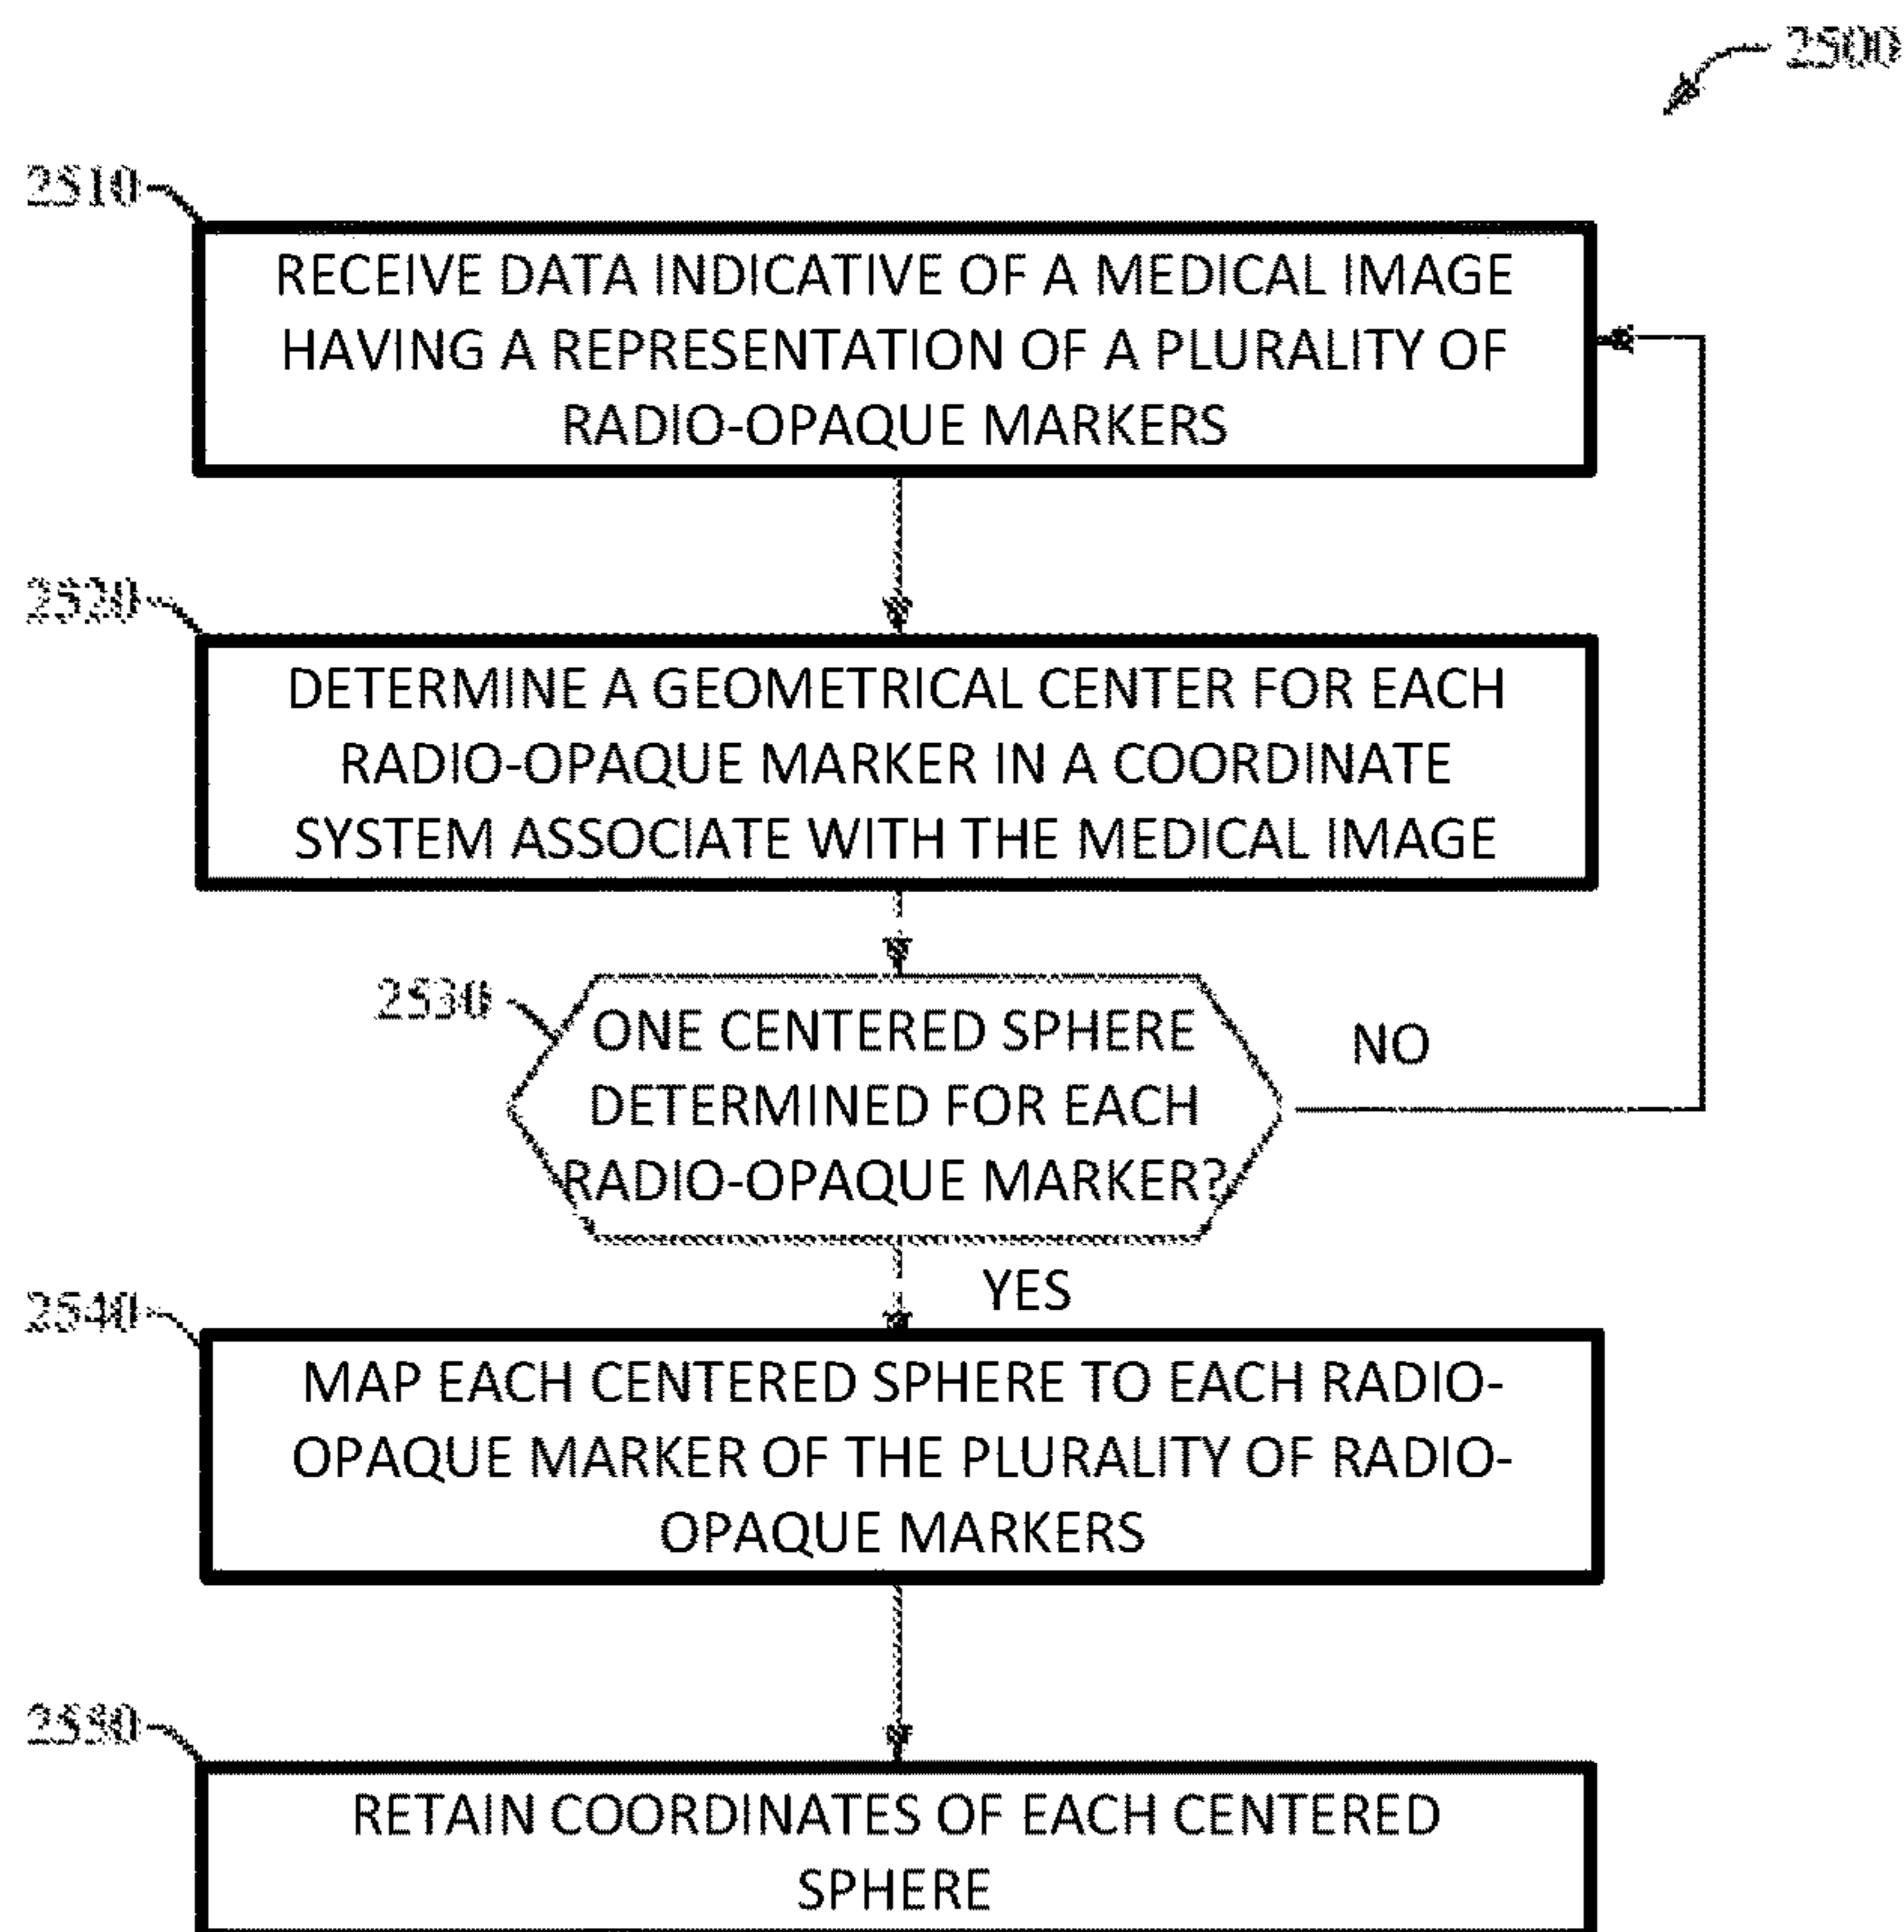 2500
2510
RECEIVE DATA INDICATIVE OF A MEDICAL IMAGE
HAVING A REPRESENTATION OF A PLURALITY OF
RADIO-OPAQUE MARKERS
2520
DETERMINE A GEOMETRICAL CENTER FOR EACH
RADIO-OPAQUE MARKER IN A COORDINATE
SYSTEM ASSOCIATE WITH THE MEDICAL IMAGE
2530
ONE CENTERED SPHERE
DETERMINED FOR EACH
RADIO-OPAQUE MARKER?
NO
YES
2540
MAP EACH CENTERED SPHERE TO EACH RADIO-
OPAQUE MARKER OF THE PLURALITY OF RADIO-
OPAQUE MARKERS
2550
RETAIN COORDINATES OF EACH CENTERED
SPHERE